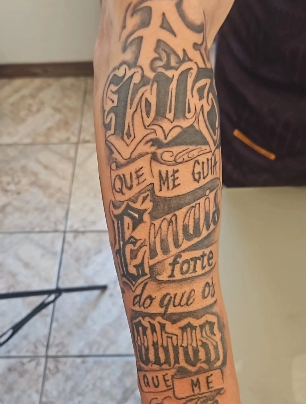 A
Luz
QUE ME GUIA
É mais
forte
do que os
olhos
QUE ME